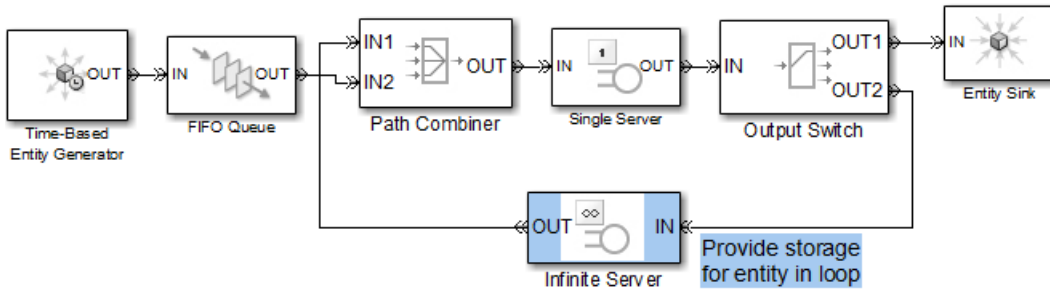 OUT
Time-Based
Entity Generator
IN OUT
FIFO Queue
IN1
IN2
OUT
Path Combiner
IN 1 OUT
Single Server
IN
OUT1
OUT2
Output Switch
IN
Entity Sink
OUT ∞ IN
Infinite Server
Provide storage
for entity in loop